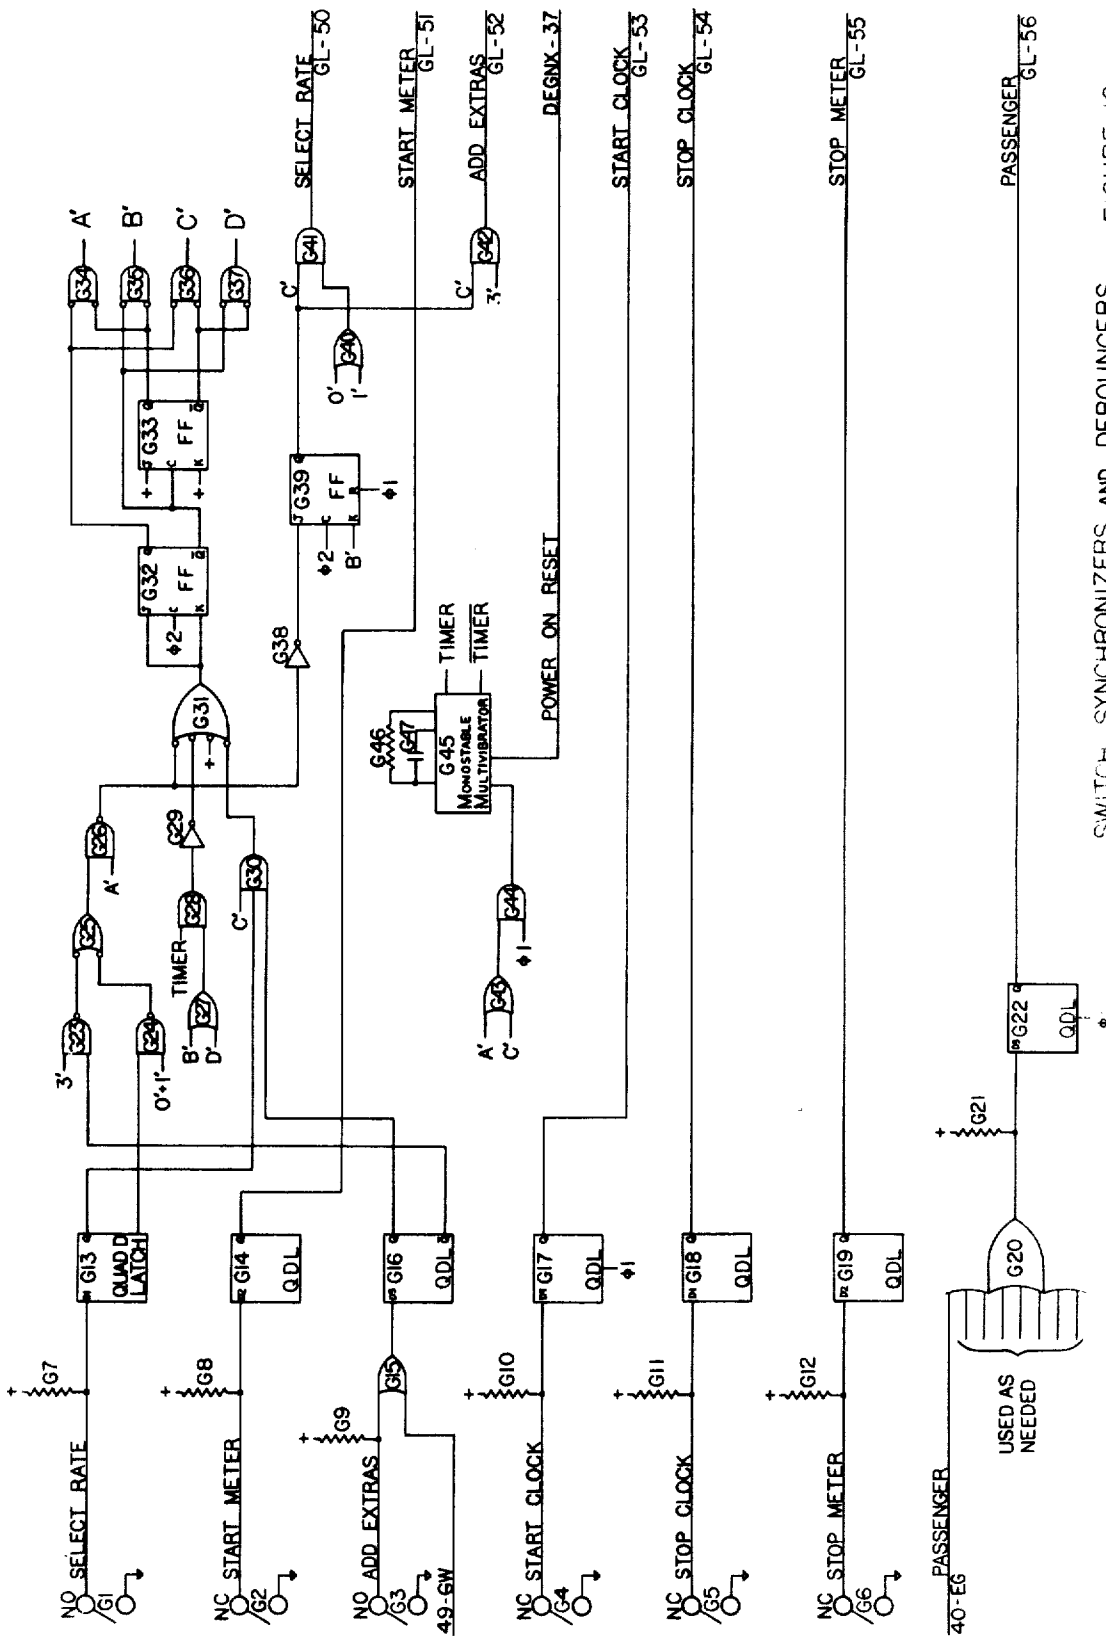 SELECT RATE
GL-50
START METER
GL-51
ADD EXTRAS
GL-52
DEGNX-37
START CLOCK
GL-53
STOP CLOCK
GL-54
STOP METER
GL-55
PASSENGER
GL-56
A'
B'
C'
D'
G34
G35
G36
G37
J G33 Q
C FF
K Q̅
+
+
J G32 Q
C FF
K Q̅
φ2
G31
+
G38
G26
A'
G25
G29
G28
TIMER
G27
B'
D'
G30
C'
G23
3'
G24
0'+1'
J G39 Q
C FF
K R
φ2
B'
φ1
C'
G41
G40
0'
1'
C'
G42
3'
G46
G47
G45
MONOSTABLE
MULTIVIBRATOR
TIMER
T̅I̅M̅E̅R̅
POWER ON RESET
G44
φ1
G43
A'
C'
NO SELECT RATE
G1
+
G7
D1 G13 Q
QUAD D
LATCH
NC START METER
G2
+
G8
D2 G14 Q
QDL
NO ADD EXTRAS
G3
49-GW
+
G9
G15
G16
QDL
NC START CLOCK
G4
+
G10
G17 Q
QDL
φ1
NC STOP CLOCK
G5
+
G11
G18 Q
QDL
NC STOP METER
G6
+
G12
D2 G19 Q
QDL
PASSENGER
40-EG
USED AS
NEEDED
G20
+
G21
G22 Q
QDL
SWITCH SYNCHRONIZERS AND DEBOUNCERS